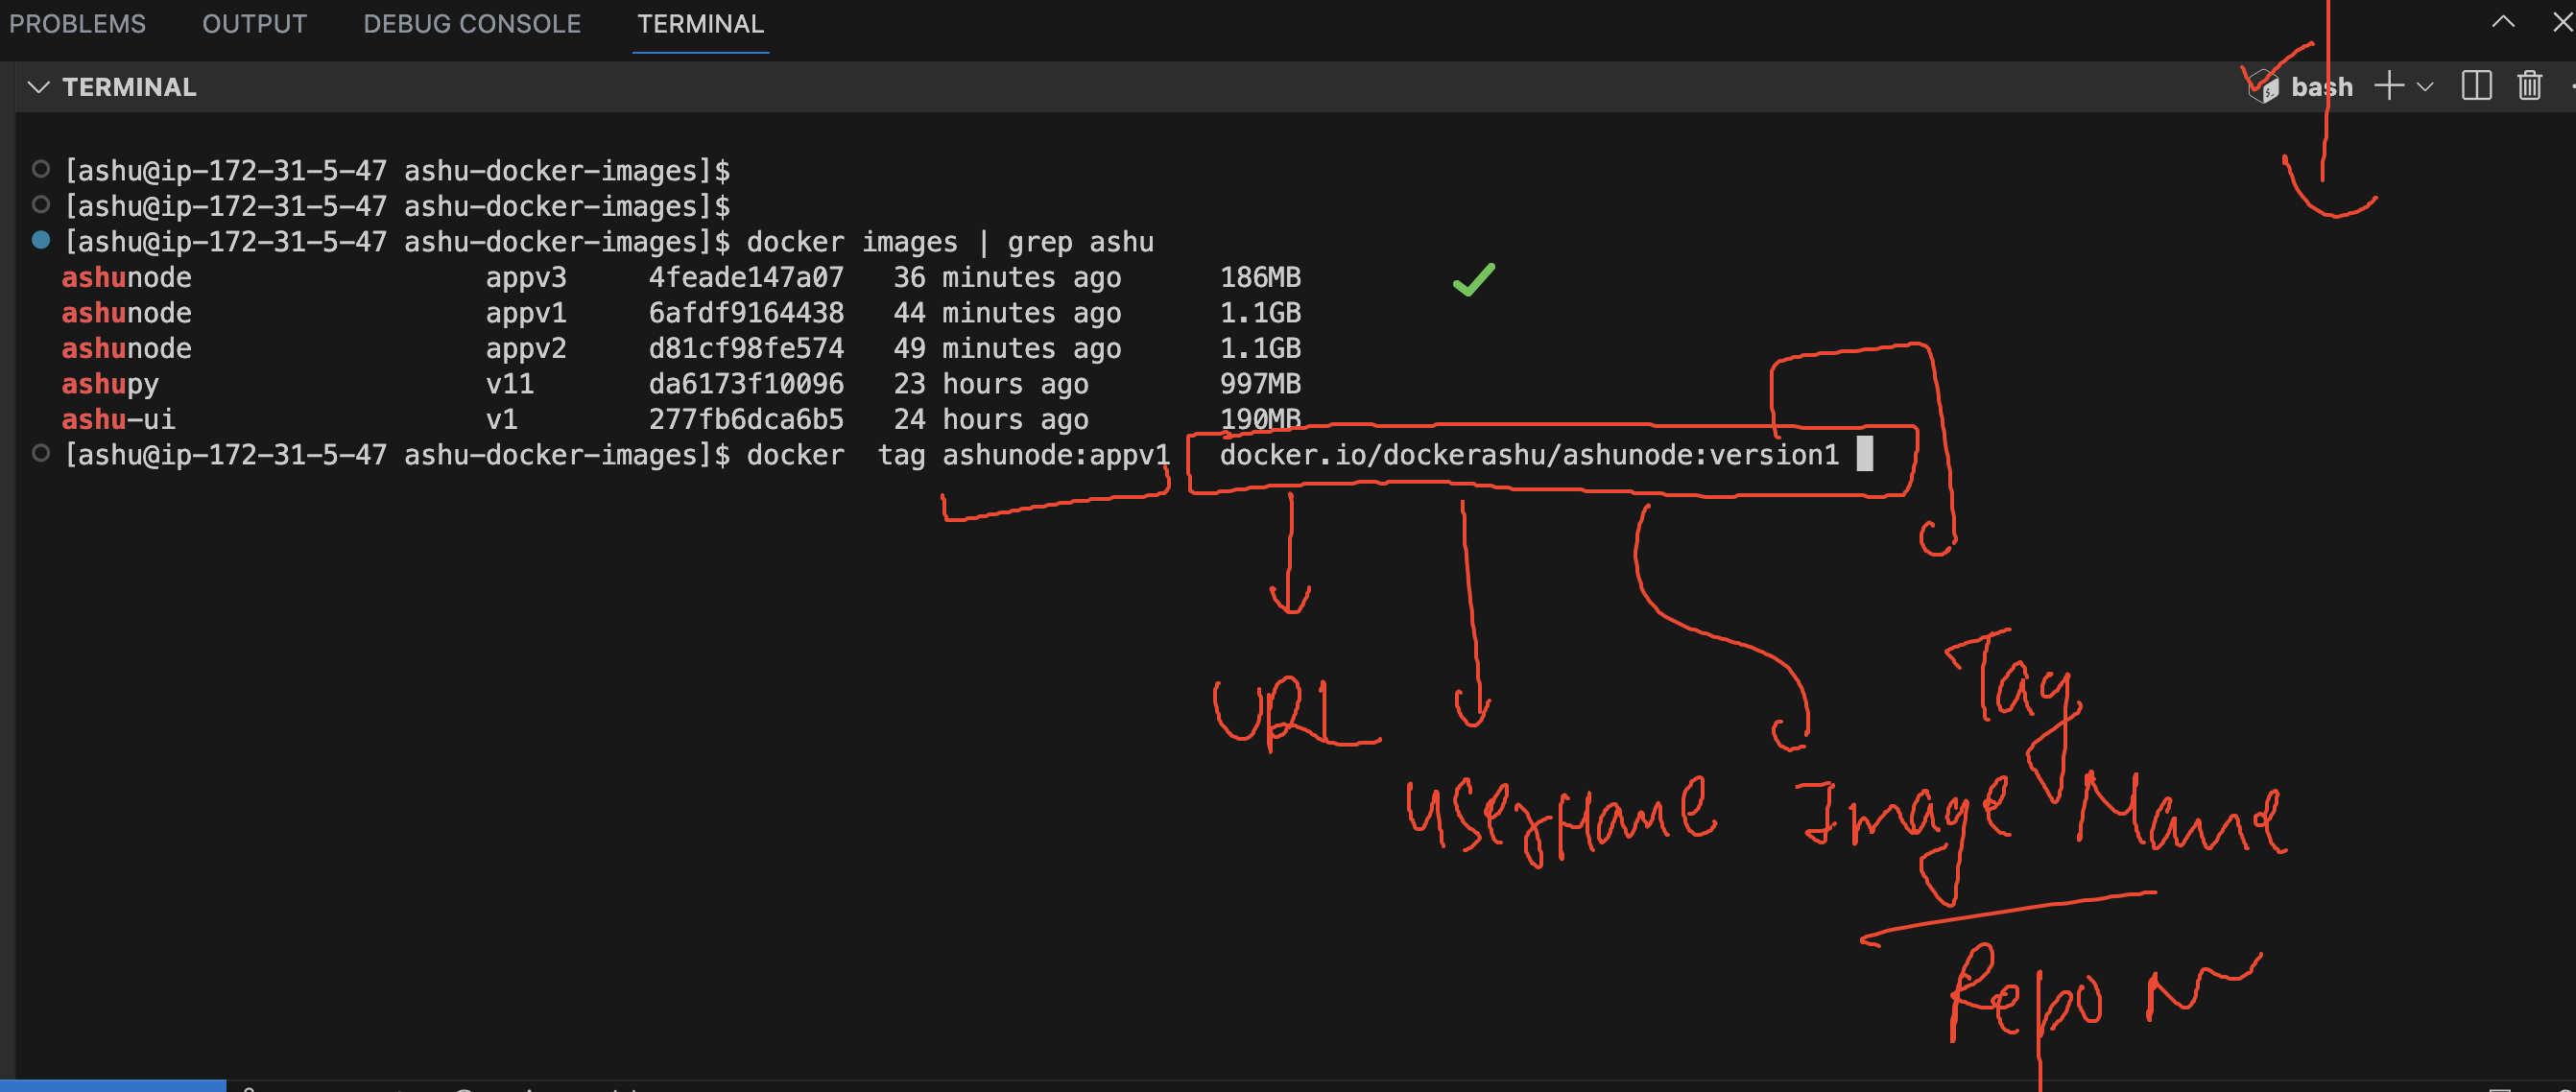 PROBLEMS OUTPUT DEBUG CONSOLE TERMINAL
TERMINAL bash
[ashu@ip-172-31-5-47 ashu-docker-images]$
[ashu@ip-172-31-5-47 ashu-docker-images]$
[ashu@ip-172-31-5-47 ashu-docker-images]$ docker images | grep ashu
ashunode appv3 4feade147a07 36 minutes ago 186MB
ashunode appv1 6afdf9164438 44 minutes ago 1.1GB
ashunode appv2 d81cf98fe574 49 minutes ago 1.1GB
ashupy v11 da6173f10096 23 hours ago 997MB
ashu-ui v1 277fb6dca6b5 24 hours ago 190MB
[ashu@ip-172-31-5-47 ashu-docker-images]$ docker  tag ashunode:appv1   docker.io/dockerashu/ashunode:version1
Tag
URL
username Image Name
Repo